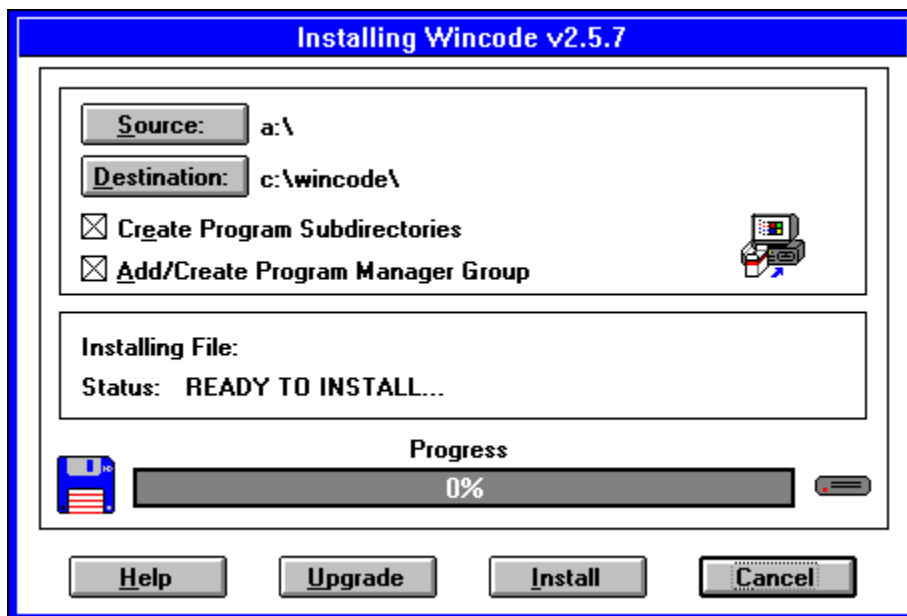 Installing Wincode v2.5.7
Source: a:\
Destination: c:\wincode\
Create Program Subdirectories
Add/Create Program Manager Group
Installing File:
Status: READY TO INSTALL...
Progress
0%
Help Upgrade Install Cancel